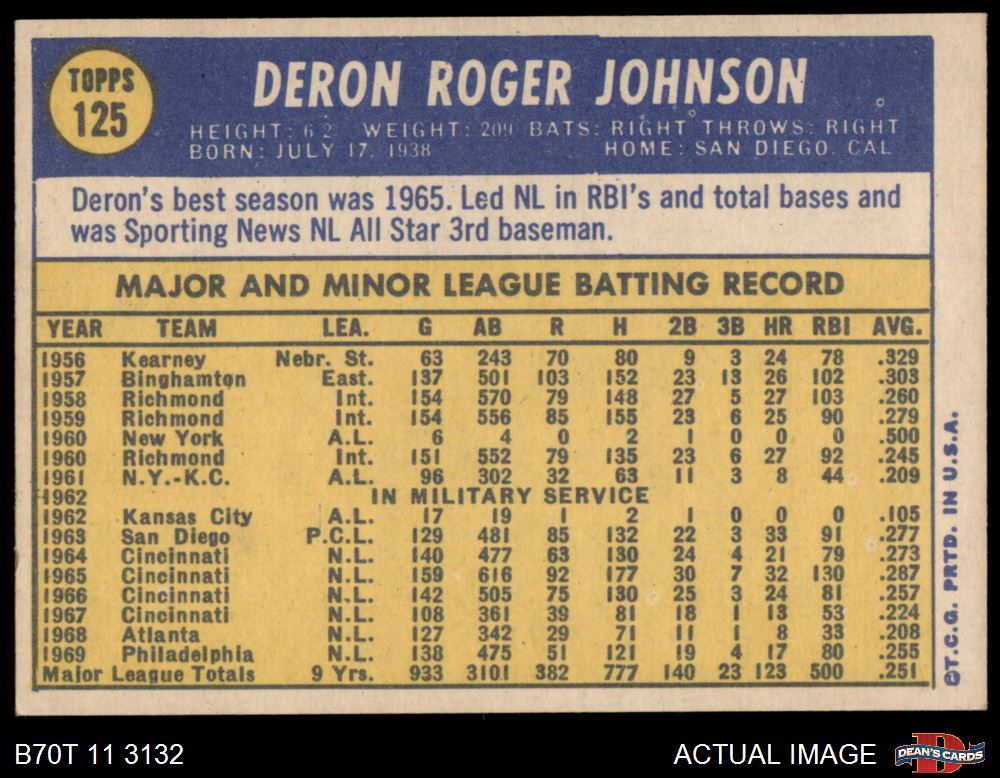 TOPPS
125
DERON ROGER JOHNSON
HEIGHT: 6 2 WEIGHT: 209 BATS: RIGHT THROWS: RIGHT
BORN: JULY 17, 1938 HOME: SAN DIEGO. CAL
Deron's best season was 1965. Led NL in RBI's and total bases and
was Sporting News NL All Star 3rd baseman.
MAJOR AND MINOR LEAGUE BATTING RECORD
YEAR TEAM LEA. G AB R H 2B 3B HR RBI AVG.
1956 Kearney Nebr. St. 63 243 70 80 9 3 24 78 .329
1957 Binghamton East. 137 501 103 152 23 13 26 102 .303
1958 Richmond Int. 154 570 79 148 27 5 27 103 .260
1959 Richmond Int. 154 556 85 155 23 6 25 90 .279
1960 New York A.L. 6 4 0 2 1 0 0 0 .500
1960 Richmond Int. 151 552 79 135 23 6 27 92 .245
1961 N.Y.-K.C. A.L. 96 302 32 63 11 3 8 44 .209
1962 IN MILITARY SERVICE
1962 Kansas City A.L. 17 19 1 2 1 0 0 0 .105
1963 San Diego P.C.L. 129 481 85 132 22 3 33 91 .277
1964 Cincinnati N.L. 140 477 63 130 24 4 21 79 .273
1965 Cincinnati N.L. 159 616 92 177 30 7 32 130 .287
1966 Cincinnati N.L. 142 505 75 130 25 3 24 81 .257
1967 Cincinnati N.L. 108 361 39 81 18 1 13 53 .224
1968 Atlanta N.L. 127 342 29 71 11 1 8 33 .208
1969 Philadelphia N.L. 138 475 51 121 19 4 17 80 .255
Major League Totals 9 Yrs. 933 3101 382 777 140 23 123 500 .251
©T.C.G. PRTD. IN U.S.A.
B70T 11 3132
ACTUAL IMAGE
DEAN'S CARDS